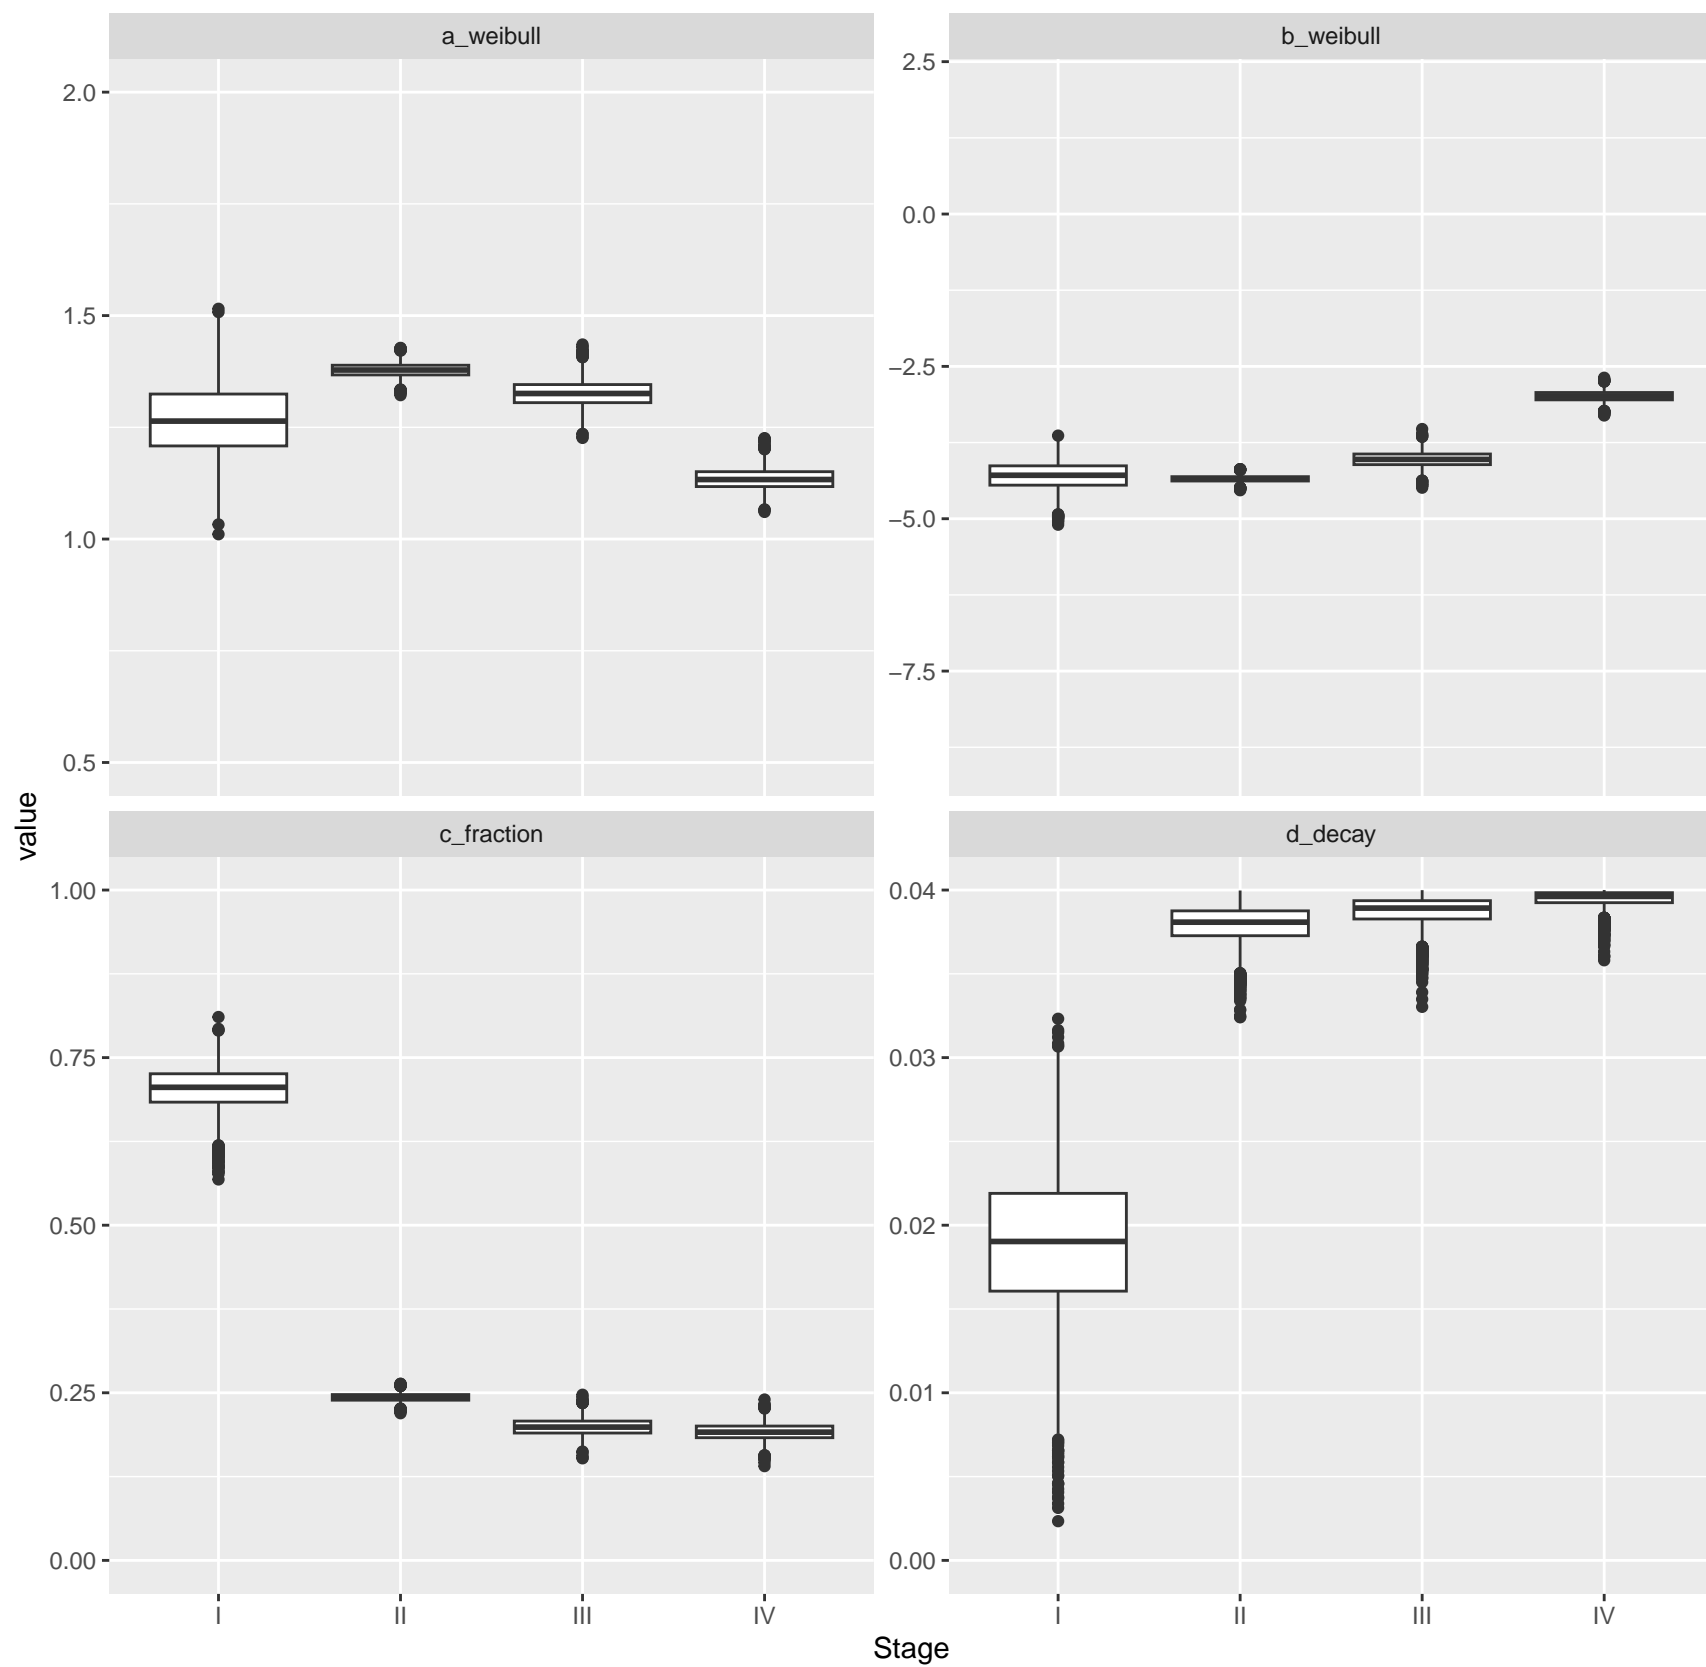 a_weibull
b_weibull
2.0
1.5
1.0
0.5
2.5
0.0
−2.5
−5.0
−7.5
value
c_fraction
d_decay
1.00
0.75
0.50
0.25
0.00
0.04
0.03
0.02
0.01
0.00
I II III IV
I II III IV
Stage